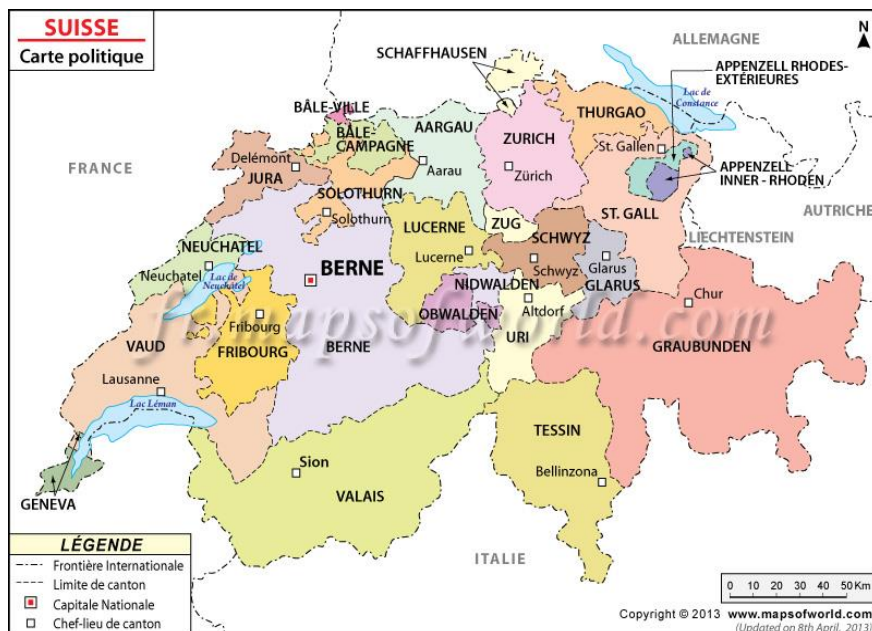 SUISSE
Carte politique
N
ALLEMAGNE
SCHAFFHAUSEN
APPENZELL RHODES-
EXTÉRIEURES
Lac de
Constance
BÂLE-VILLE
THURGAO
BÂLE-
CAMPAGNE
AARGAU
ZURICH
St. Gallen
FRANCE
Delémont
JURA
Aarau
Zürich
APPENZELL
INNER - RHODEN
SOLOTHURN
Solothurn
ST. GALL
AUTRICHE
LUCERNE
ZUG
SCHWYZ
LIECHTENSTEIN
NEUCHATEL
Neuchatel
Lac de
Neuchâtel
BERNE
Lucerne
Schwyz
Glarus
GLARUS
NIDWALDEN
OBWALDEN
Altdorf
Chur
Fribourg
FRIBOURG
BERNE
URI
GRAUBUNDEN
fr.mapsofworld.com
VAUD
Lausanne
Lac Léman
TESSIN
Sion
Bellinzona
VALAIS
GENEVA
ITALIE
LÉGENDE
Frontière Internationale
Limite de canton
Capitale Nationale
Chef-lieu de canton
0 10 20 30 40 50 Km
Copyright © 2013 www.mapsofworld.com
(Updated on 8th April, 2013)